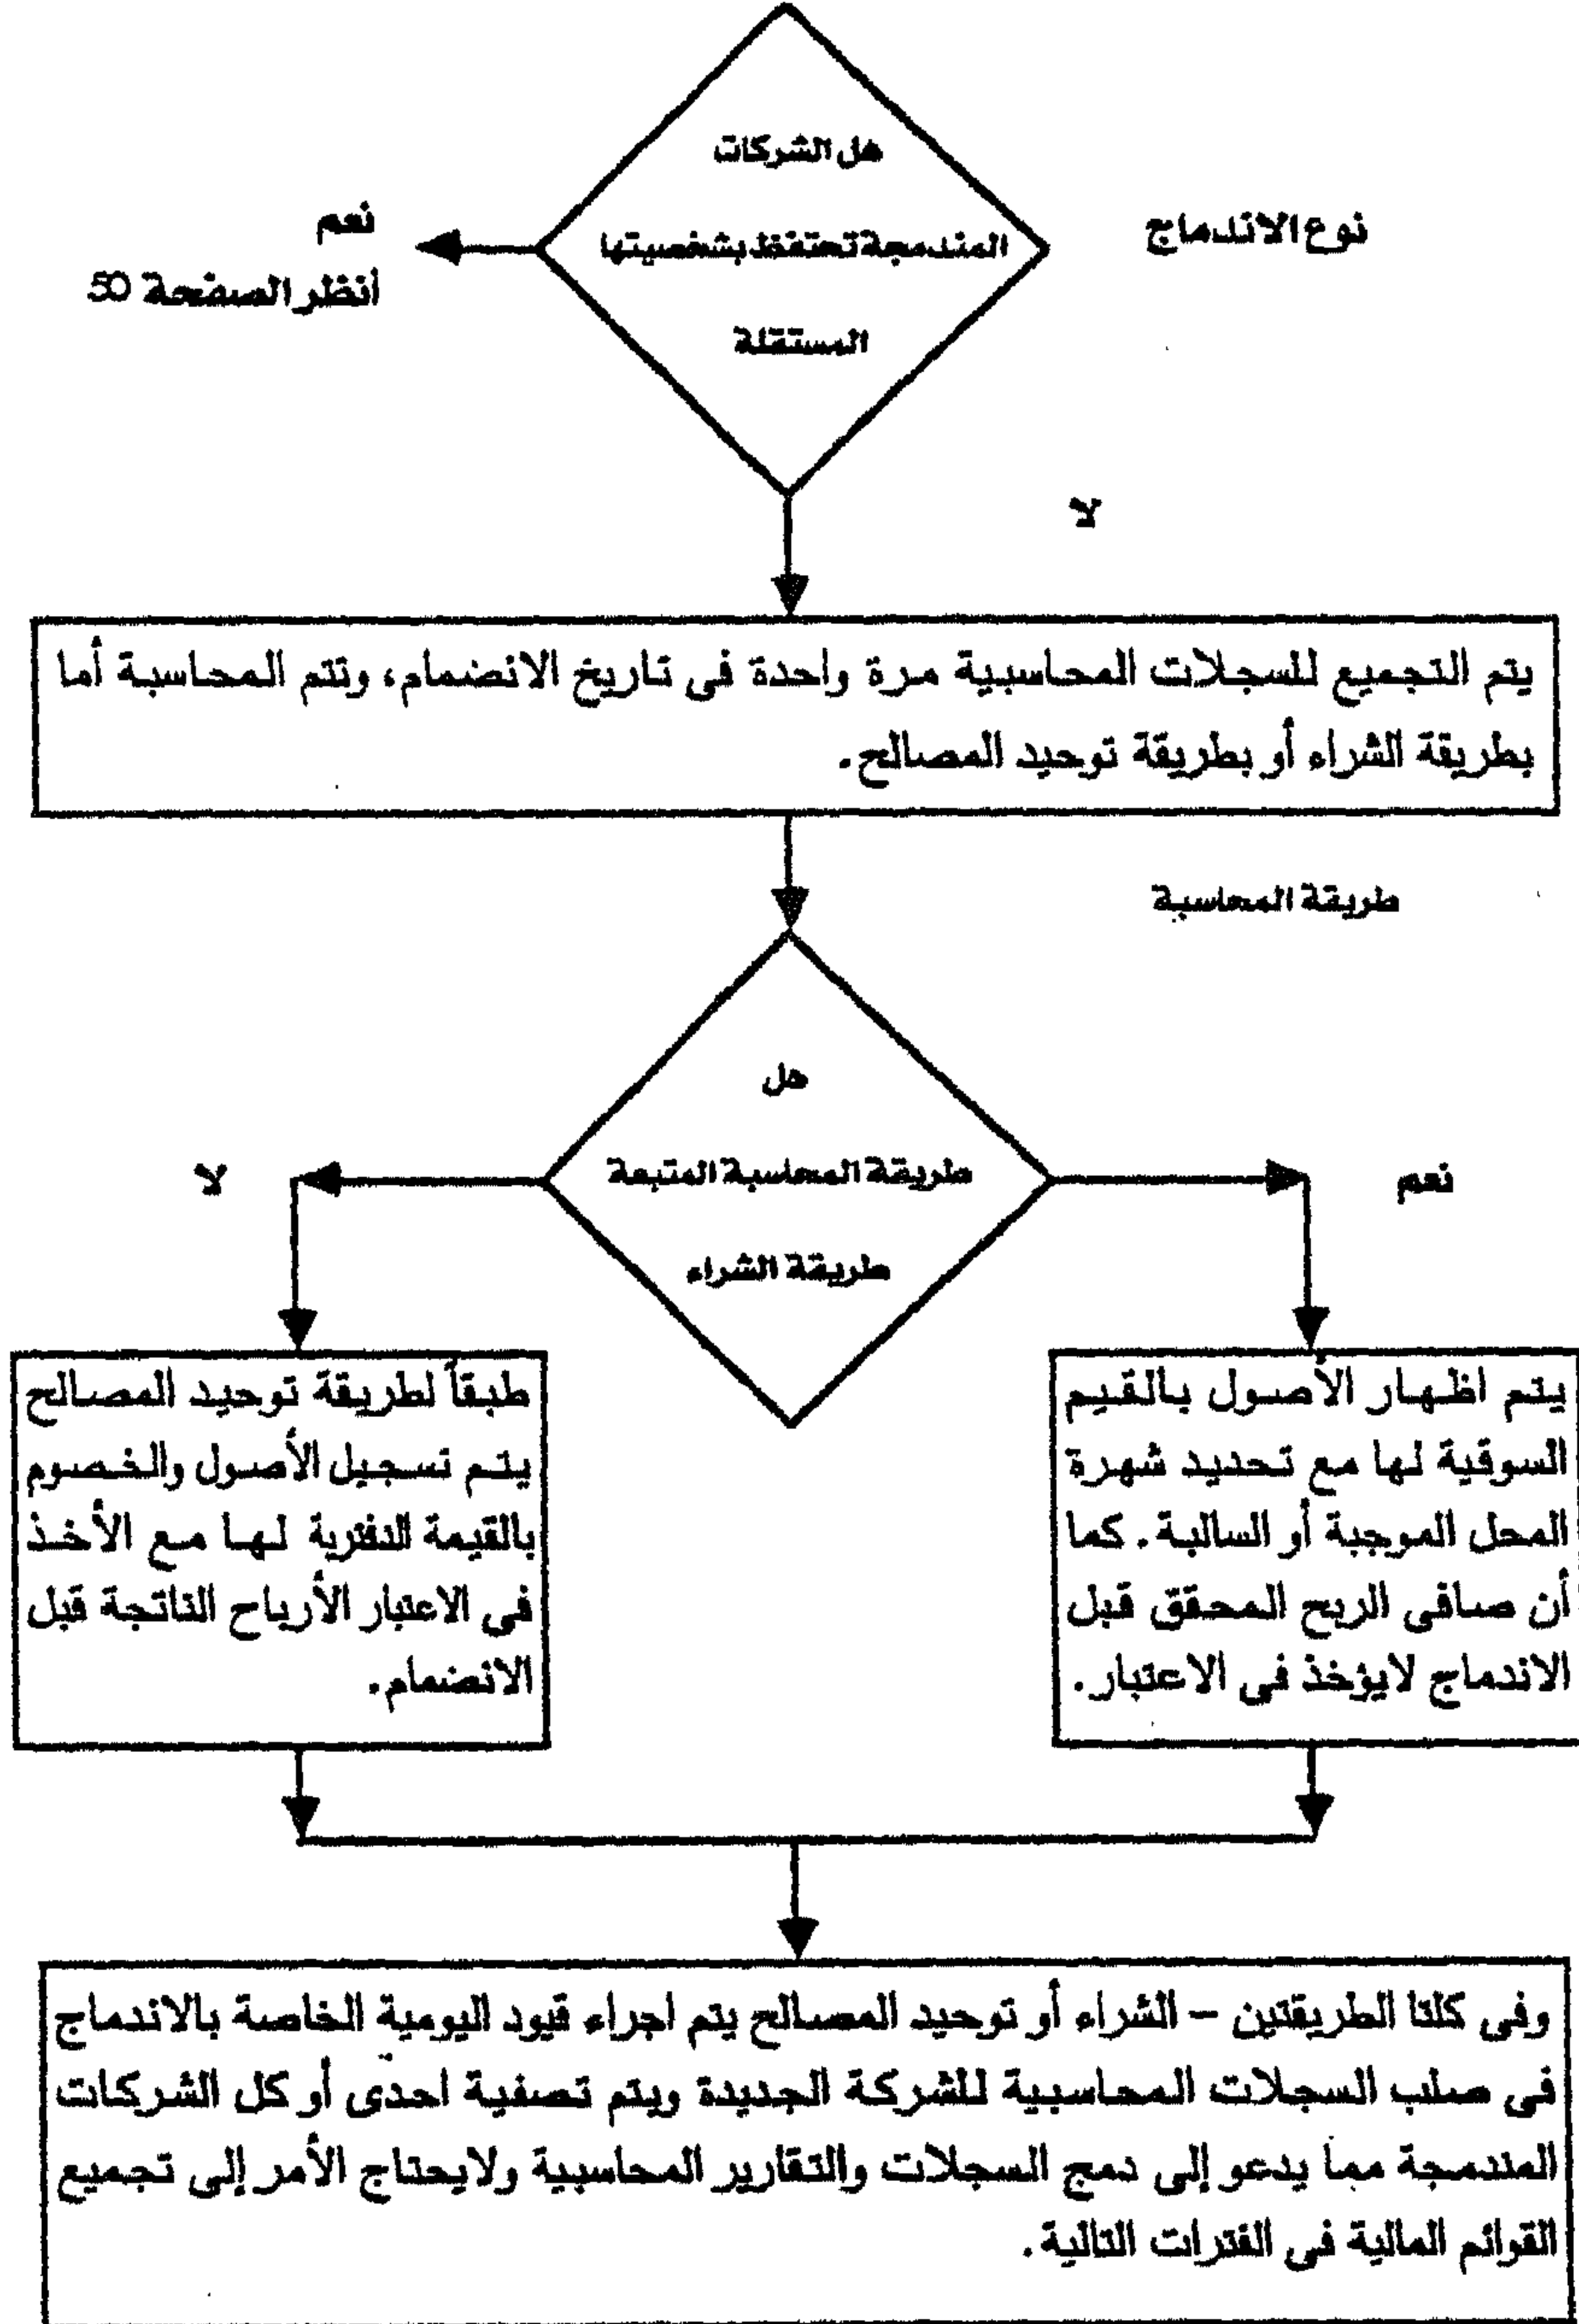 هل الشركات
المندمجة تحتفظ بشخصيتها
المستقلة
نوع الاندماج
نعم
أنظر الصفحة 50
لا
يتم التجميع للسجلات المحاسبية مرة واحدة فى تاريخ الانضمام، وتتم المحاسبة أما
بطريقة الشراء أو بطريقة توحيد المصالح.
طريقة المحاسبة
هل
طريقة المحاسبة المتبعة
طريقة الشراء
نعم
لا
يتم اظهار الأصول بالقيم
السوقية لها مع تحديد شهرة
المحل الموجبة أو السالبة. كما
أن صافى الربح المحقق قبل
الاندماج لايؤخذ فى الاعتبار.
طبقاً لطريقة توحيد المصالح
يتم تسجيل الأصول والخصوم
بالقيمة الدفترية لها مع الأخذ
فى الاعتبار الأرباح الناتجة قبل
الانضمام.
وفى كلتا الطريقتين - الشراء أو توحيد المصالح يتم اجراء قيود اليومية الخاصة بالاندماج
فى صلب السجلات المحاسبية للشركة الجديدة ويتم تصفية احدى أو كل الشركات
المندمجة مما يدعو إلى دمج السجلات والتقارير المحاسبية ولايحتاج الأمر إلى تجميع
القوائم المالية فى الفترات التالية.